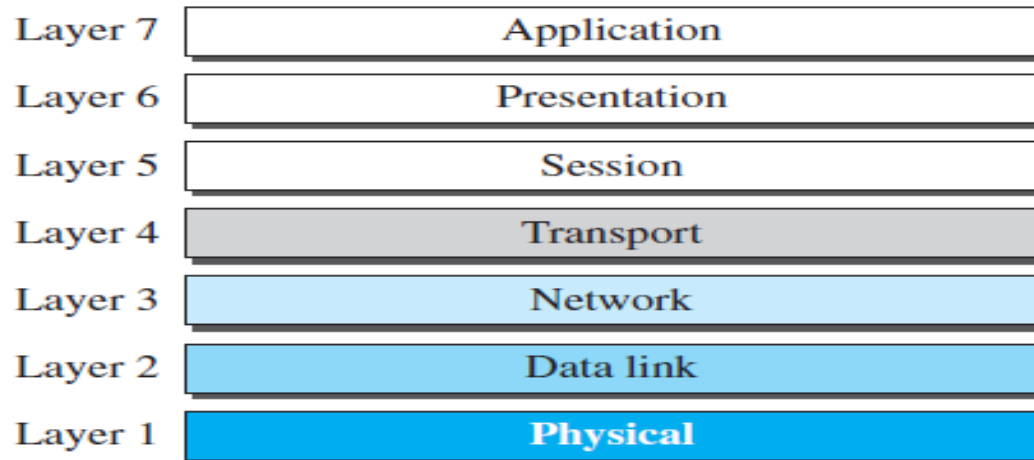 Layer 7 Application
Layer 6 Presentation
Layer 5 Session
Layer 4 Transport
Layer 3 Network
Layer 2 Data link
Layer 1 Physical